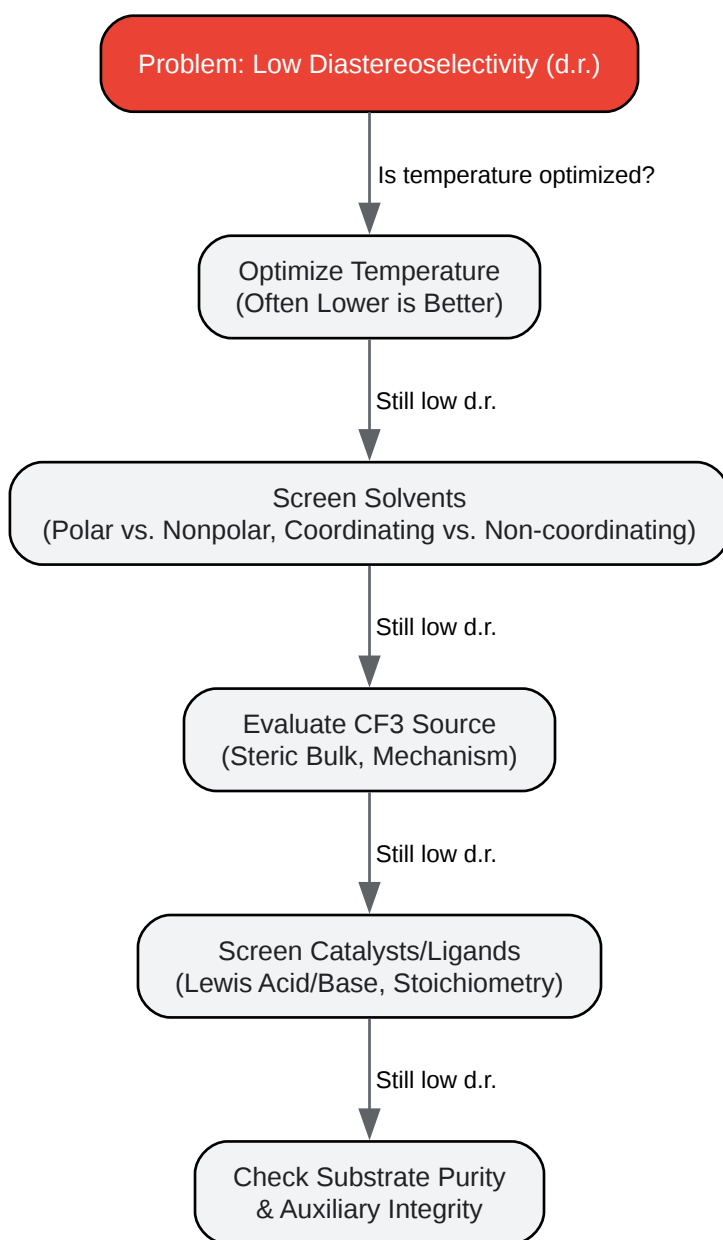 Problem: Low Diastereoselectivity (d.r.)
Is temperature optimized?
Optimize Temperature
(Often Lower is Better)
Still low d.r.
Screen Solvents
(Polar vs. Nonpolar, Coordinating vs. Non-coordinating)
Still low d.r.
Evaluate CF3 Source
(Steric Bulk, Mechanism)
Still low d.r.
Screen Catalysts/Ligands
(Lewis Acid/Base, Stoichiometry)
Still low d.r.
Check Substrate Purity
& Auxiliary Integrity